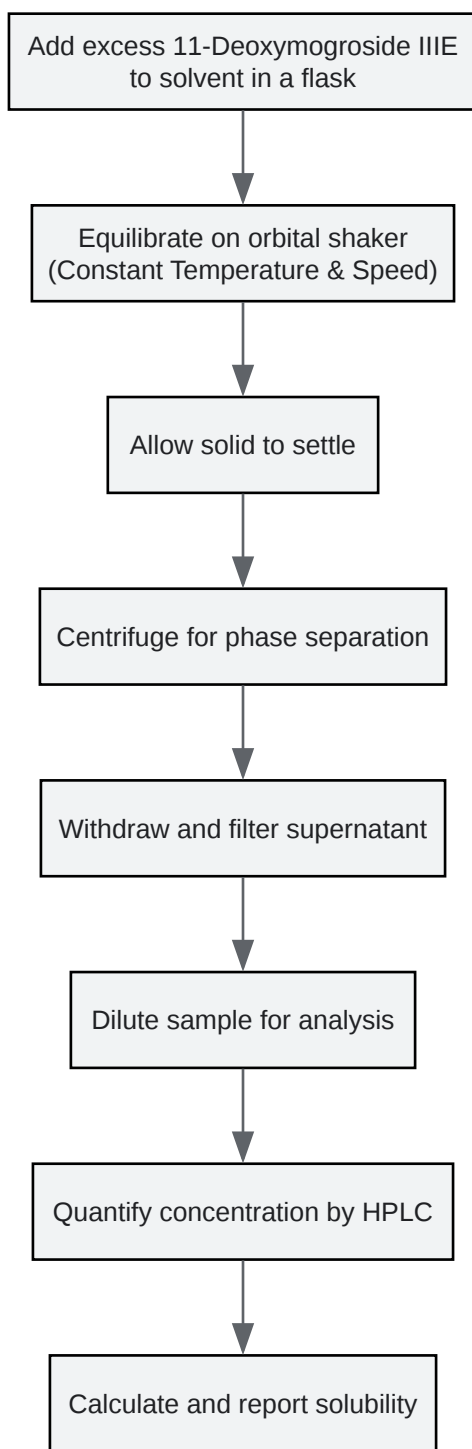 Add excess 11-Deoxymogroside IIIE
to solvent in a flask
Equilibrate on orbital shaker
(Constant Temperature & Speed)
Allow solid to settle
Centrifuge for phase separation
Withdraw and filter supernatant
Dilute sample for analysis
Quantify concentration by HPLC
Calculate and report solubility